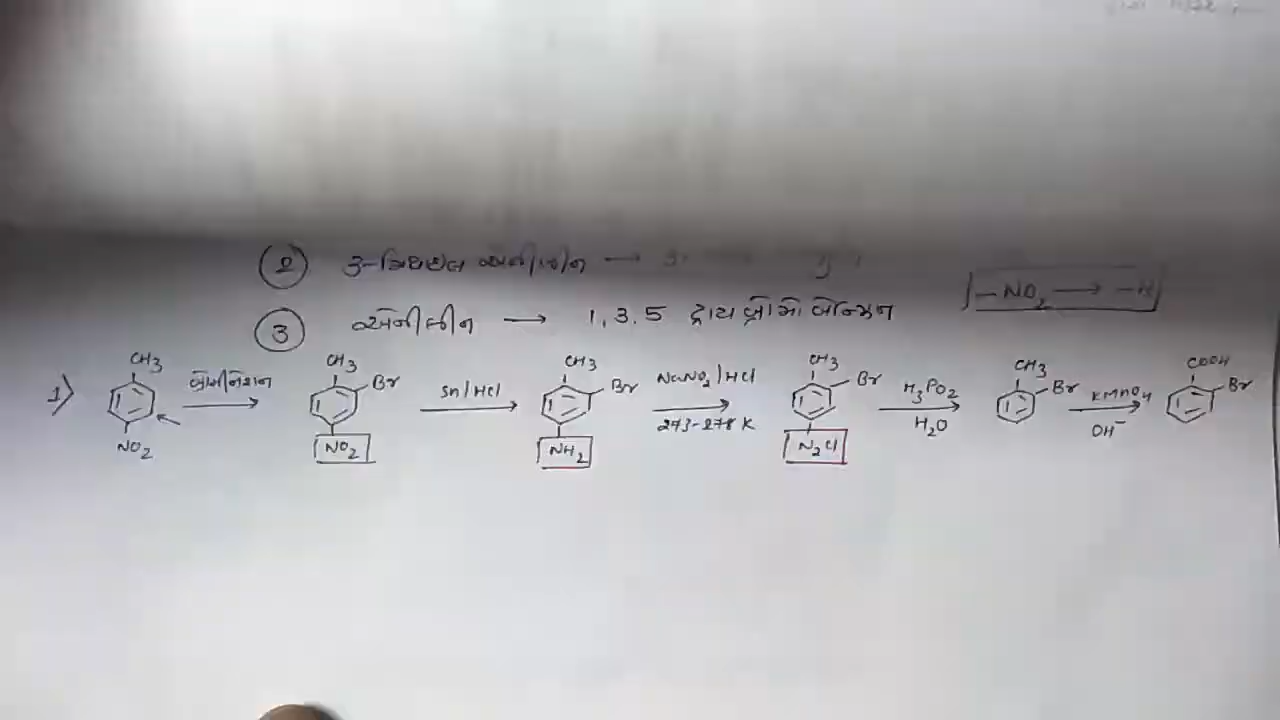 ② 3-મિથાઇલ એનીલીન →
③ એનીલીન → 1,3,5 ટ્રાય બ્રોમો બેન્ઝિન
-NO₂ → -H
1) CH3 NO₂ બ્રોમીનેશન → CH3 Br NO₂ Sn/HCl → CH3 Br NH₂ NaNO₂/HCl 273-278 K → CH3 Br N₂Cl H₃PO₂ H₂O → CH3 Br KMnO₄ OH⁻ → COOH Br